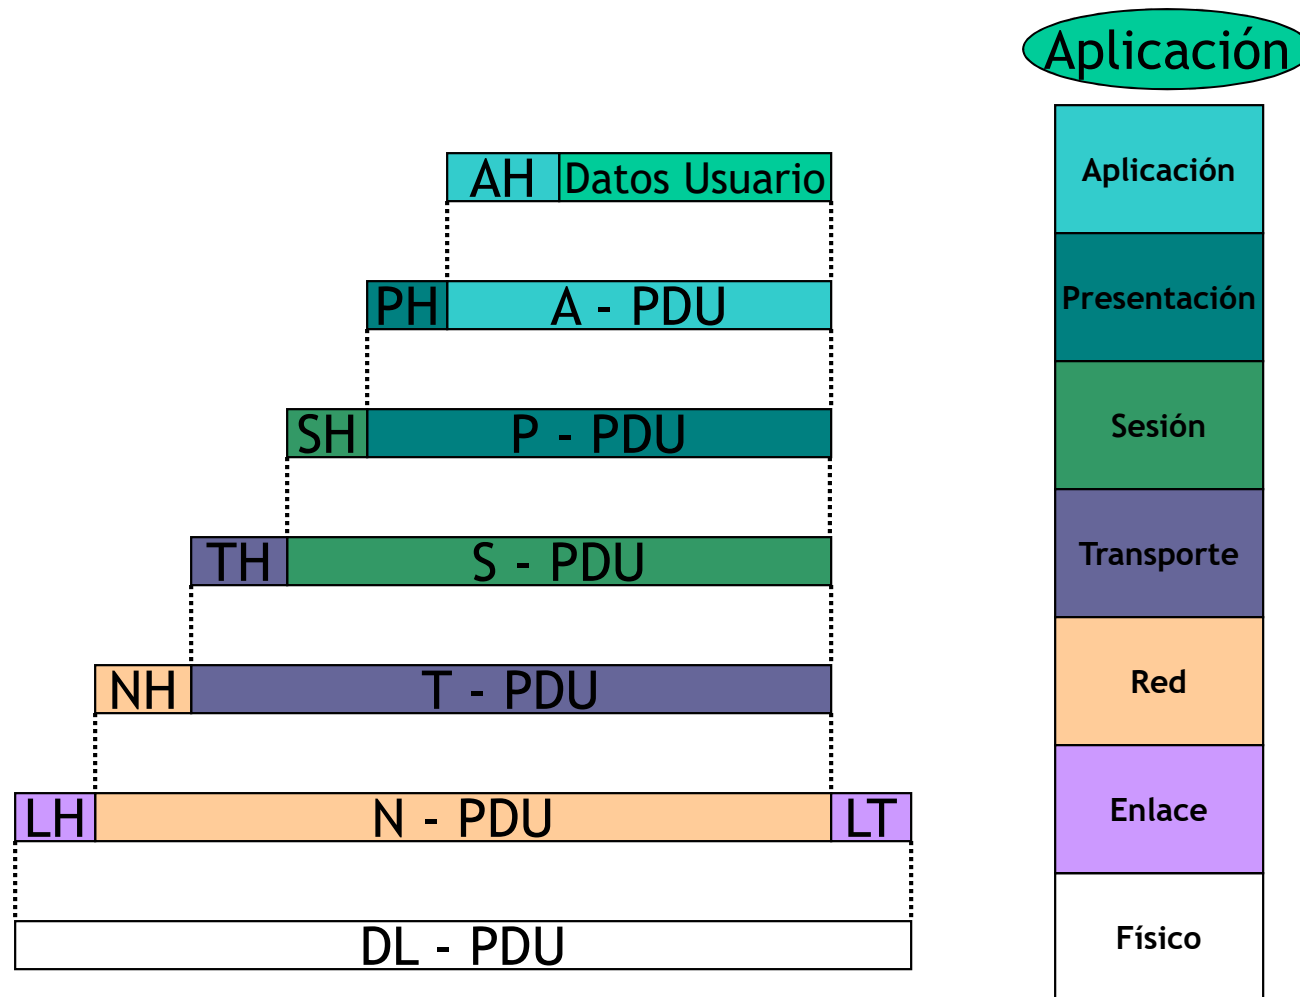 Aplicación
AH Datos Usuario
Aplicación
PH A - PDU
Presentación
SH P - PDU
Sesión
TH S - PDU
Transporte
NH T - PDU
Red
LH N - PDU LT
Enlace
DL - PDU
Físico